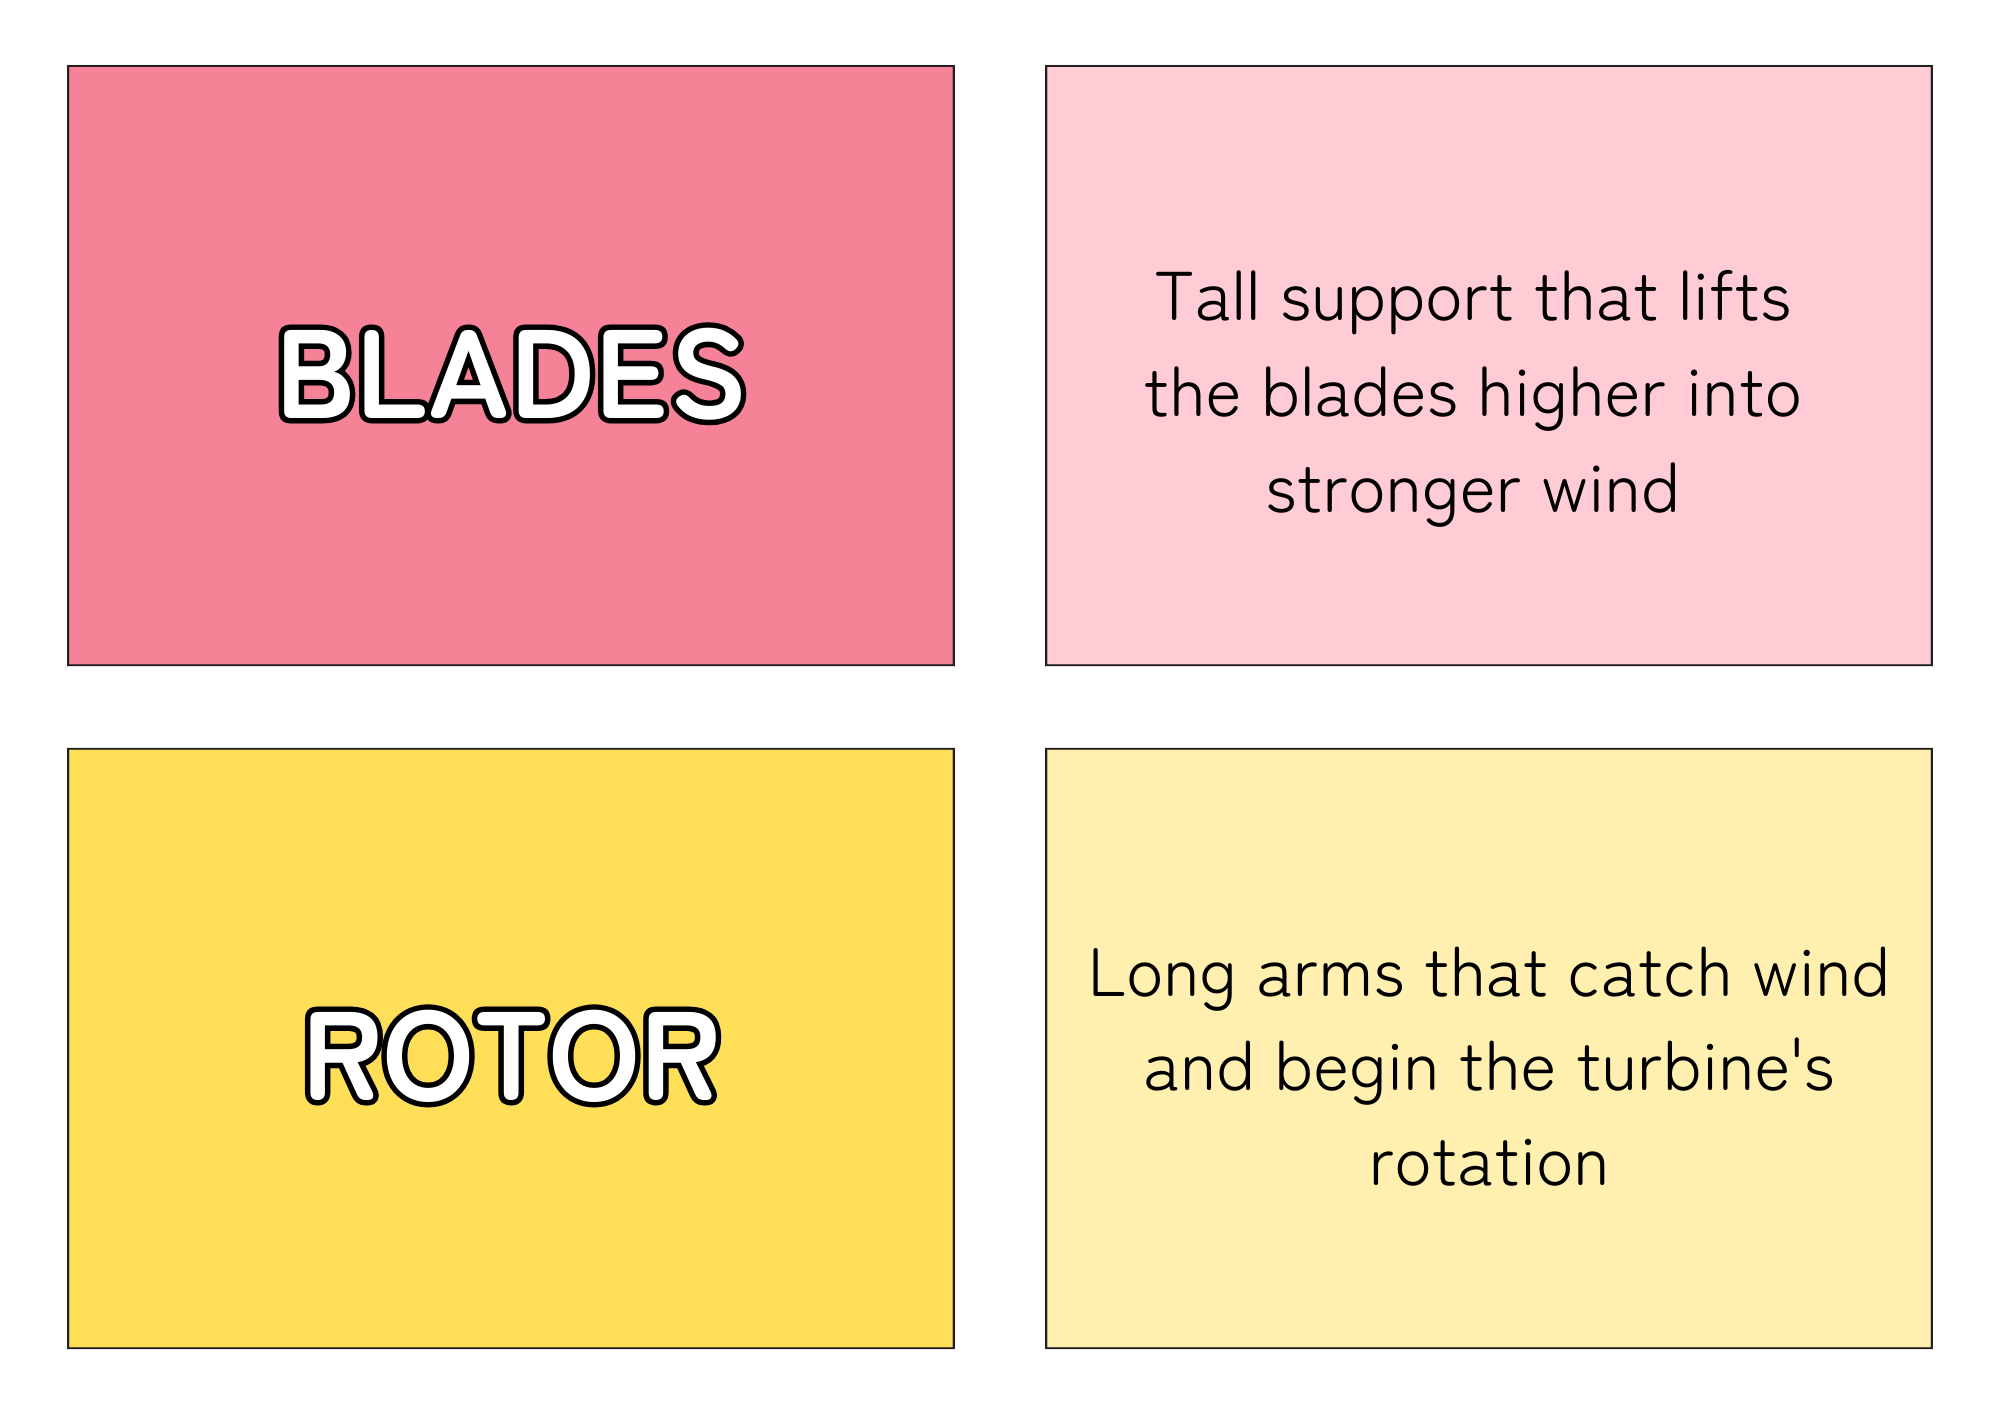 BLADES
Tall support that lifts
the blades higher into
stronger wind
ROTOR
Long arms that catch wind
and begin the turbine's
rotation